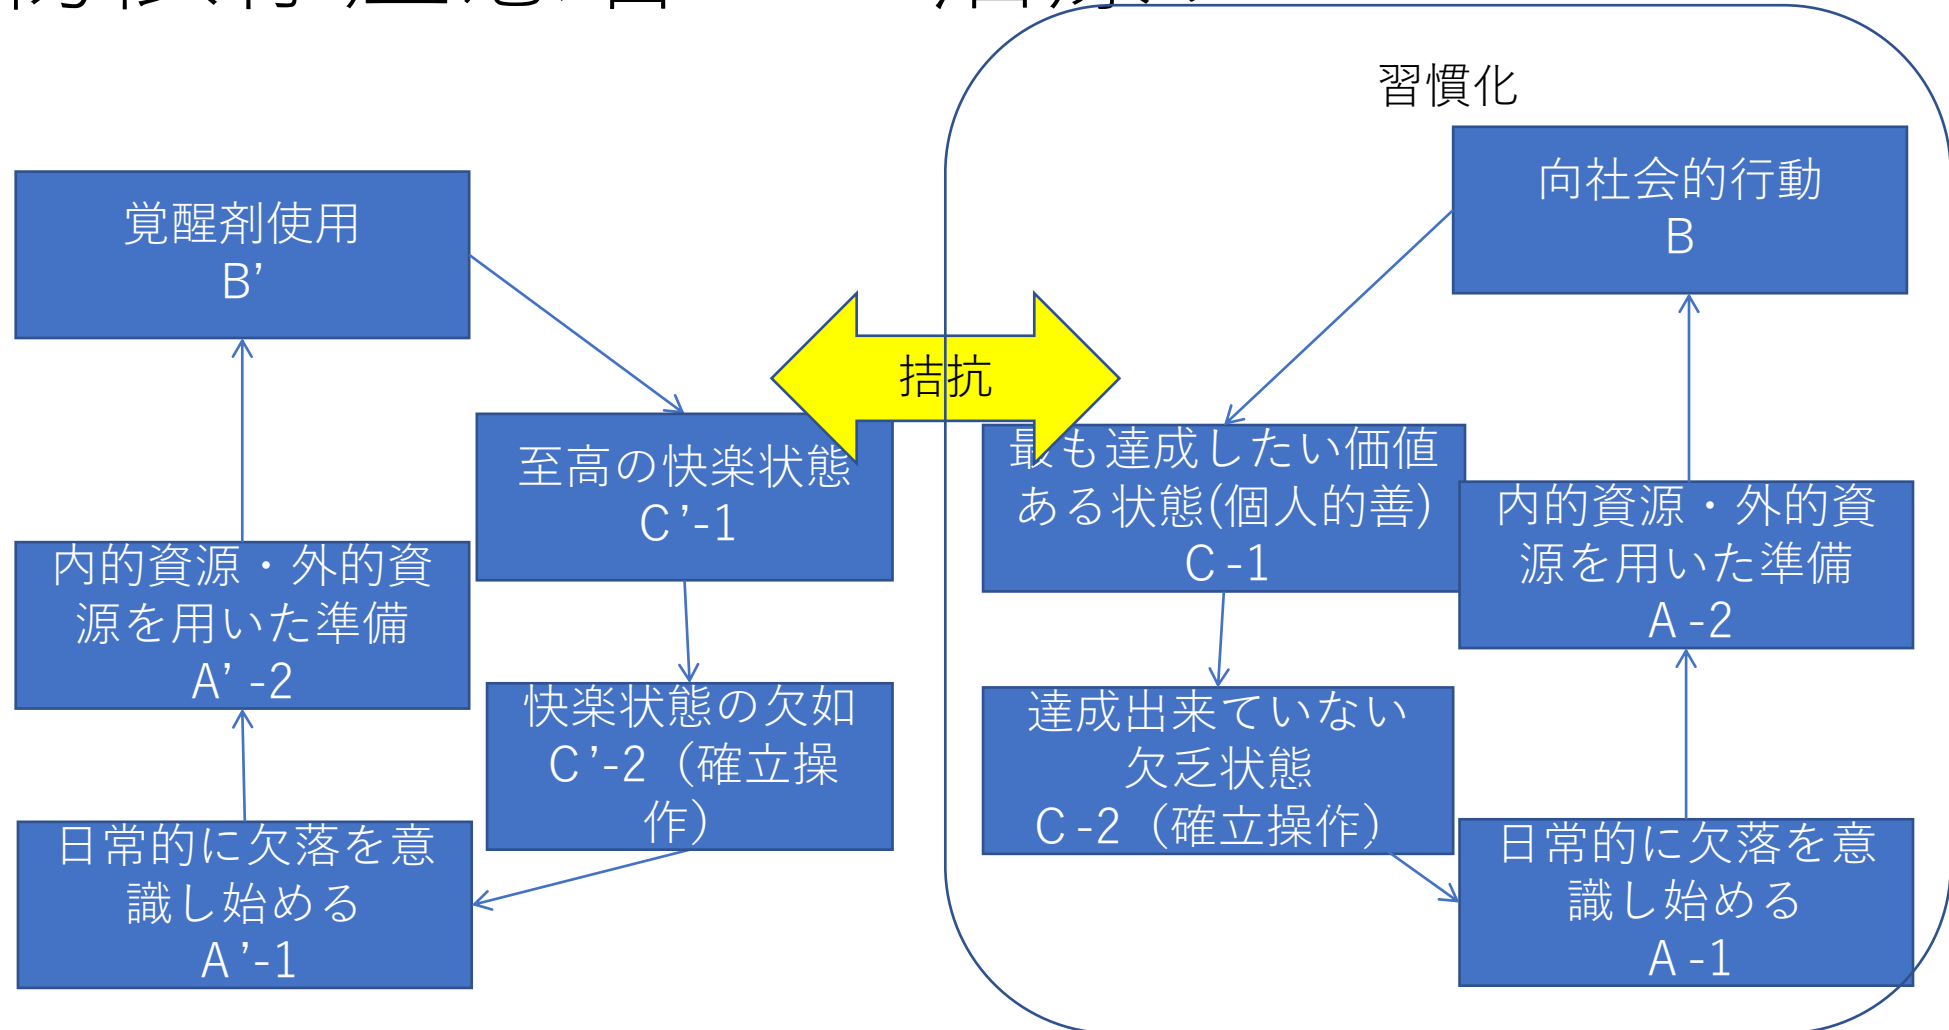 習慣化
覚醒剤使用
B’
向社会的行動
B
拮抗
至高の快楽状態
C’-1
最も達成したい価値
ある状態(個人的善)
C-1
内的資源・外的資
源を用いた準備
A’-2
内的資源・外的資
源を用いた準備
A-2
快楽状態の欠如
C’-2（確立操
作）
達成出来ていない
欠乏状態
C-2（確立操作）
日常的に欠落を意
識し始める
A’-1
日常的に欠落を意
識し始める
A-1